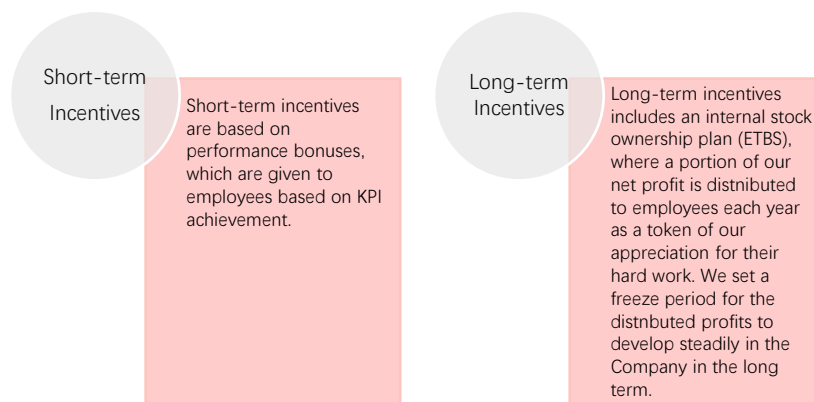 Short-term
Incentives
Short-term incentives
are based on
performance bonuses,
which are given to
employees based on KPI
achievement.
Long-term
Incentives
Long-term incentives
includes an internal stock
ownership plan (ETBS),
where a portion of our
net profit is distnibuted
to employees each year
as a token of our
appreciation for their
hard work. We set a
freeze period for the
distnbuted profits to
develop steadily in the
Company in the long
term.